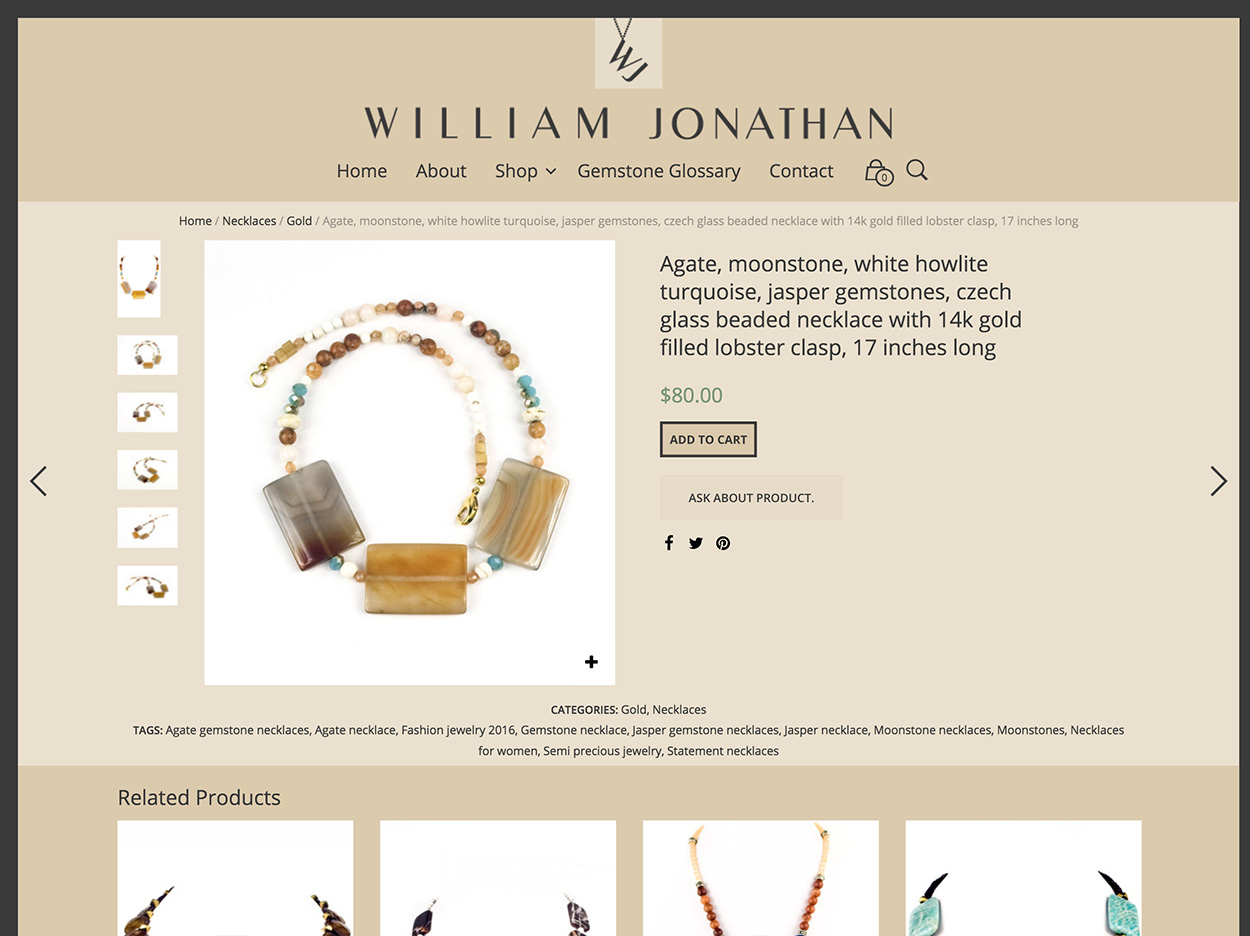 WJ
WILLIAM JONATHAN
Home About Shop Gemstone Glossary Contact 0
Home / Necklaces / Gold / Agate, moonstone, white howlite turquoise, jasper gemstones, czech glass beaded necklace with 14k gold filled lobster clasp, 17 inches long
Agate, moonstone, white howlite
turquoise, jasper gemstones, czech
glass beaded necklace with 14k gold
filled lobster clasp, 17 inches long
$80.00
ADD TO CART
ASK ABOUT PRODUCT.
CATEGORIES: Gold, Necklaces
TAGS: Agate gemstone necklaces, Agate necklace, Fashion jewelry 2016, Gemstone necklace, Jasper gemstone necklaces, Jasper necklace, Moonstone necklaces, Moonstones, Necklaces
for women, Semi precious jewelry, Statement necklaces
Related Products